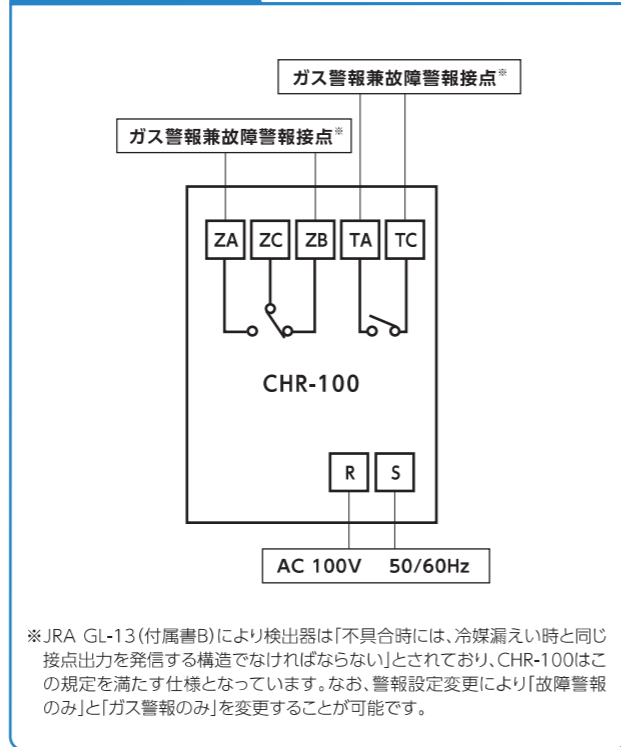 ガス警報兼故障警報接点※
ガス警報兼故障警報接点※
ZA ZC ZB TA TC
CHR-100
R S
AC 100V 50/60Hz
※JRA GL-13(付属書B)により検出器は「不具合時には、冷媒漏えい時と同じ
接点出力を発信する構造でなければならない」とされており、CHR-100はこ
の規定を満たす仕様となっています。なお、警報設定変更により「故障警報
のみ」と「ガス警報のみ」を変更することが可能です。